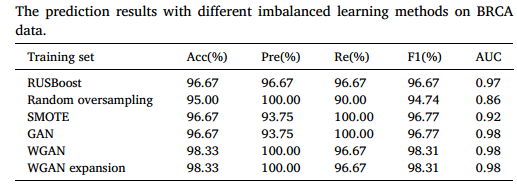 The prediction results with different imbalanced learning methods on BRCA
data.
Training set Acc(%) Pre(%) Re(%) F1(%) AUC
RUSBoost 96.67 96.67 96.67 96.67 0.97
Random oversampling 95.00 100.00 90.00 94.74 0.86
SMOTE 96.67 93.75 100.00 96.77 0.92
GAN 96.67 93.75 100.00 96.77 0.98
WGAN 98.33 100.00 96.67 98.31 0.98
WGAN expansion 98.33 100.00 96.67 98.31 0.98